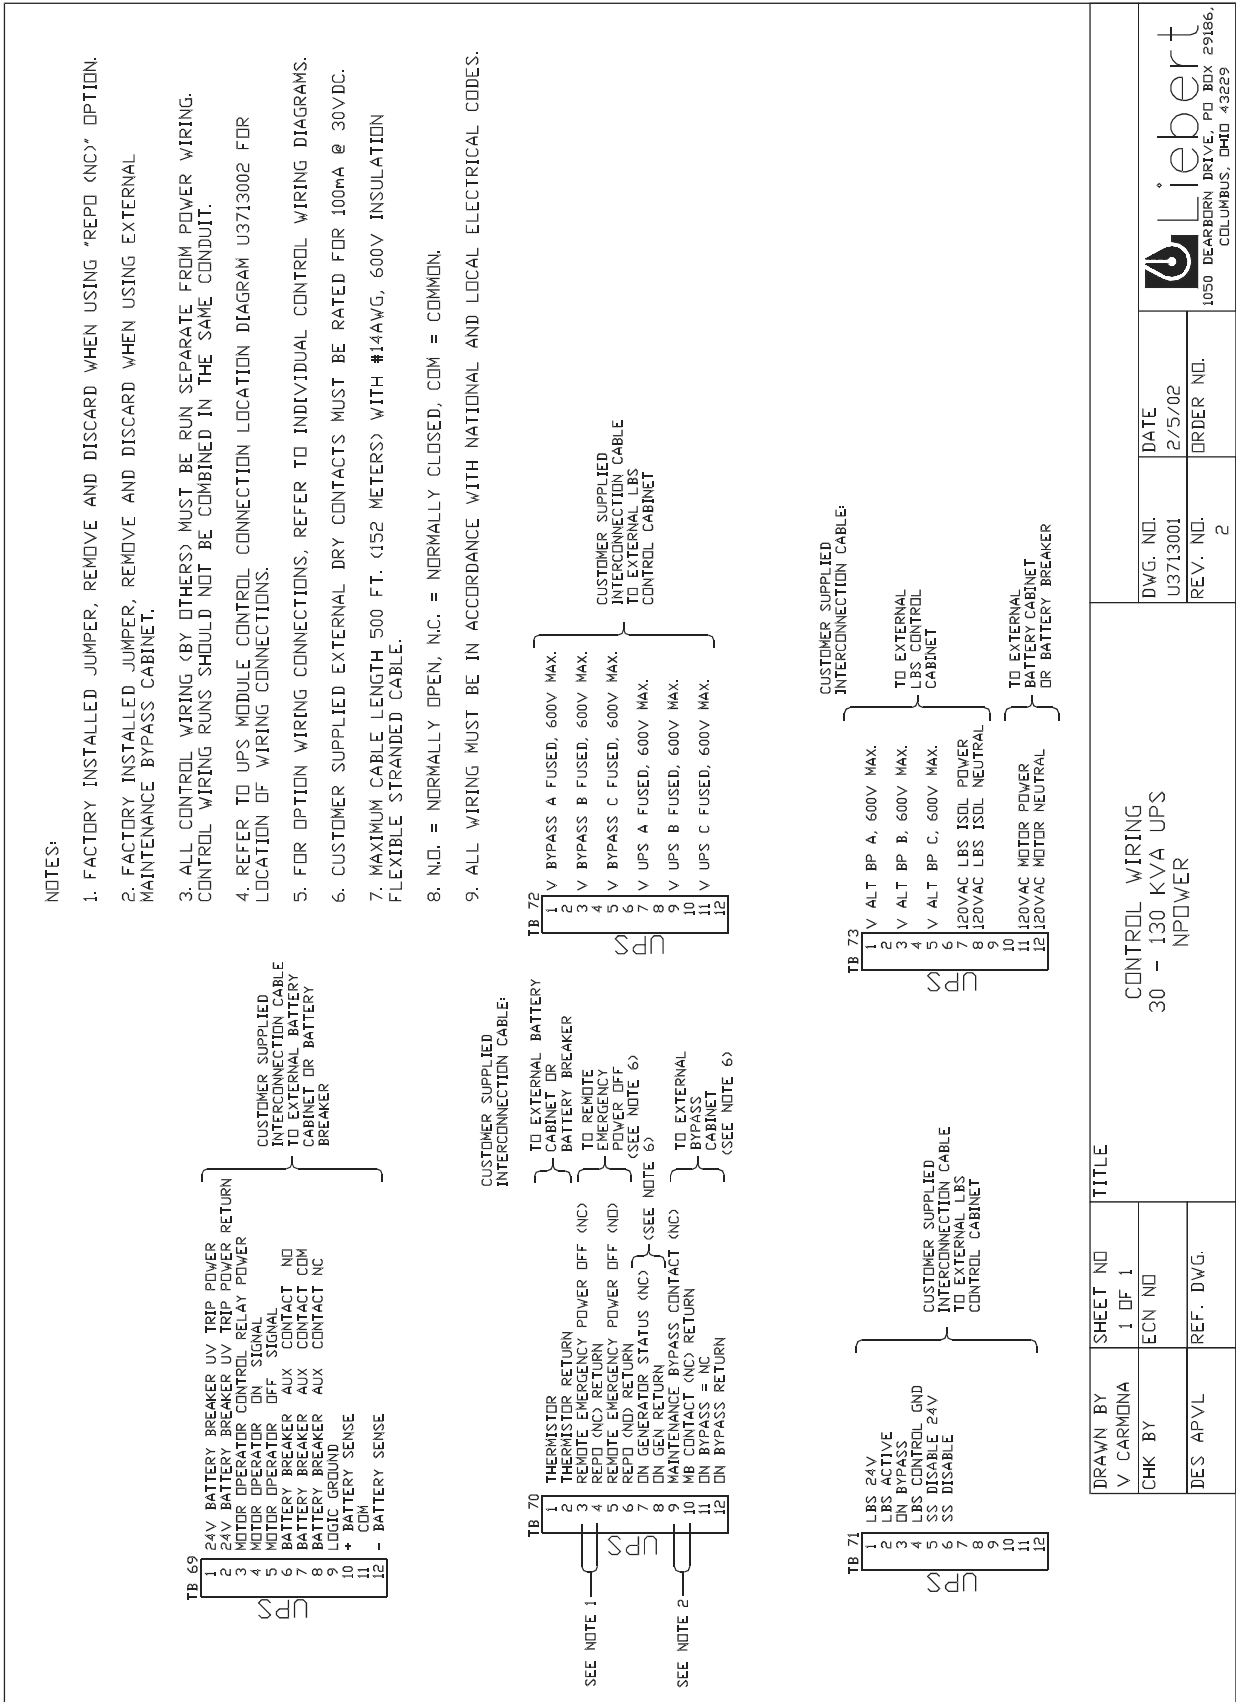 NOTES:
1. FACTORY INSTALLED JUMPER, REMOVE AND DISCARD WHEN USING "REPO (NC)" OPTION.
2. FACTORY INSTALLED JUMPER, REMOVE AND DISCARD WHEN USING EXTERNAL
MAINTENANCE BYPASS CABINET.
3. ALL CONTROL WIRING (BY OTHERS) MUST BE RUN SEPARATE FROM POWER WIRING.
CONTROL WIRING RUNS SHOULD NOT BE COMBINED IN THE SAME CONDUIT.
4. REFER TO UPS MODULE CONTROL CONNECTION LOCATION DIAGRAM U3713002 FOR
LOCATION OF WIRING CONNECTIONS.
5. FOR OPTION WIRING CONNECTIONS, REFER TO INDIVIDUAL CONTROL WIRING DIAGRAMS.
6. CUSTOMER SUPPLIED EXTERNAL DRY CONTACTS MUST BE RATED FOR 100mA @ 30VDC.
7. MAXIMUM CABLE LENGTH 500 FT. (152 METERS) WITH #14AWG, 600V INSULATION
FLEXIBLE STRANDED CABLE.
8. N.O. = NORMALLY OPEN, N.C. = NORMALLY CLOSED, COM = COMMON.
9. ALL WIRING MUST BE IN ACCORDANCE WITH NATIONAL AND LOCAL ELECTRICAL CODES.
TB 69
UPS
1 24V BATTERY BREAKER UV TRIP POWER
2 24V BATTERY BREAKER UV TRIP POWER RETURN
3 MOTOR OPERATOR CONTROL RELAY POWER
4 MOTOR OPERATOR ON SIGNAL
5 MOTOR OPERATOR OFF SIGNAL
6 BATTERY BREAKER AUX CONTACT NO
7 BATTERY BREAKER AUX CONTACT COM
8 BATTERY BREAKER AUX CONTACT NC
9 LOGIC GROUND
10 + BATTERY SENSE
11 COM
12 - BATTERY SENSE
CUSTOMER SUPPLIED
INTERCONNECTION CABLE
TO EXTERNAL BATTERY
CABINET OR BATTERY
BREAKER
TB 70
UPS
1 THERMISTOR
2 THERMISTOR RETURN
3 REMOTE EMERGENCY POWER OFF (NC)
4 REPO (NC) RETURN
5 REMOTE EMERGENCY POWER OFF (NO)
6 REPO (NO) RETURN
7 ON GENERATOR STATUS (NC)
8 ON GEN RETURN
9 MAINTENANCE BYPASS CONTACT (NC)
10 MB CONTACT (NC) RETURN
11 ON BYPASS = NC
12 ON BYPASS RETURN
SEE NOTE 1
SEE NOTE 2
CUSTOMER SUPPLIED
INTERCONNECTION CABLE:
TO EXTERNAL BATTERY
CABINET OR
BATTERY BREAKER
TO REMOTE
EMERGENCY
POWER OFF
(SEE NOTE 6)
(SEE NOTE 6)
TO EXTERNAL
BYPASS
CABINET
(SEE NOTE 6)
TB 72
UPS
1 V BYPASS A FUSED, 600V MAX.
2
3 V BYPASS B FUSED, 600V MAX.
4
5 V BYPASS C FUSED, 600V MAX.
6
7 V UPS A FUSED, 600V MAX.
8
9 V UPS B FUSED, 600V MAX.
10
11 V UPS C FUSED, 600V MAX.
12
CUSTOMER SUPPLIED
INTERCONNECTION CABLE
TO EXTERNAL LBS
CONTROL CABINET
TB 71
UPS
1 LBS 24V
2 LBS ACTIVE
3 ON BYPASS
4 LBS CONTROL GND
5 SS DISABLE 24V
6 SS DISABLE
7
8
9
10
11
12
CUSTOMER SUPPLIED
INTERCONNECTION CABLE
TO EXTERNAL LBS
CONTROL CABINET
TB 73
UPS
1 V ALT BP A, 600V MAX.
2
3 V ALT BP B, 600V MAX.
4
5 V ALT BP C, 600V MAX.
6
7 120VAC LBS ISOL POWER
8 120VAC LBS ISOL NEUTRAL
9
10
11 120VAC MOTOR POWER
12 120VAC MOTOR NEUTRAL
CUSTOMER SUPPLIED
INTERCONNECTION CABLE:
TO EXTERNAL
LBS CONTROL
CABINET
TO EXTERNAL
BATTERY CABINET
OR BATTERY BREAKER
DRAWN BY
V CARMONA
SHEET NO
1 OF 1
CHK BY
ECN NO
DES APVL
REF. DWG.
TITLE
CONTROL WIRING
30 - 130 KVA UPS
NPOWER
DWG. NO.
U3713001
DATE
2/5/02
REV. NO.
2
ORDER NO.
Liebert
1050 DEARBORN DRIVE, PO BOX 29186,
COLUMBUS, OHIO 43229